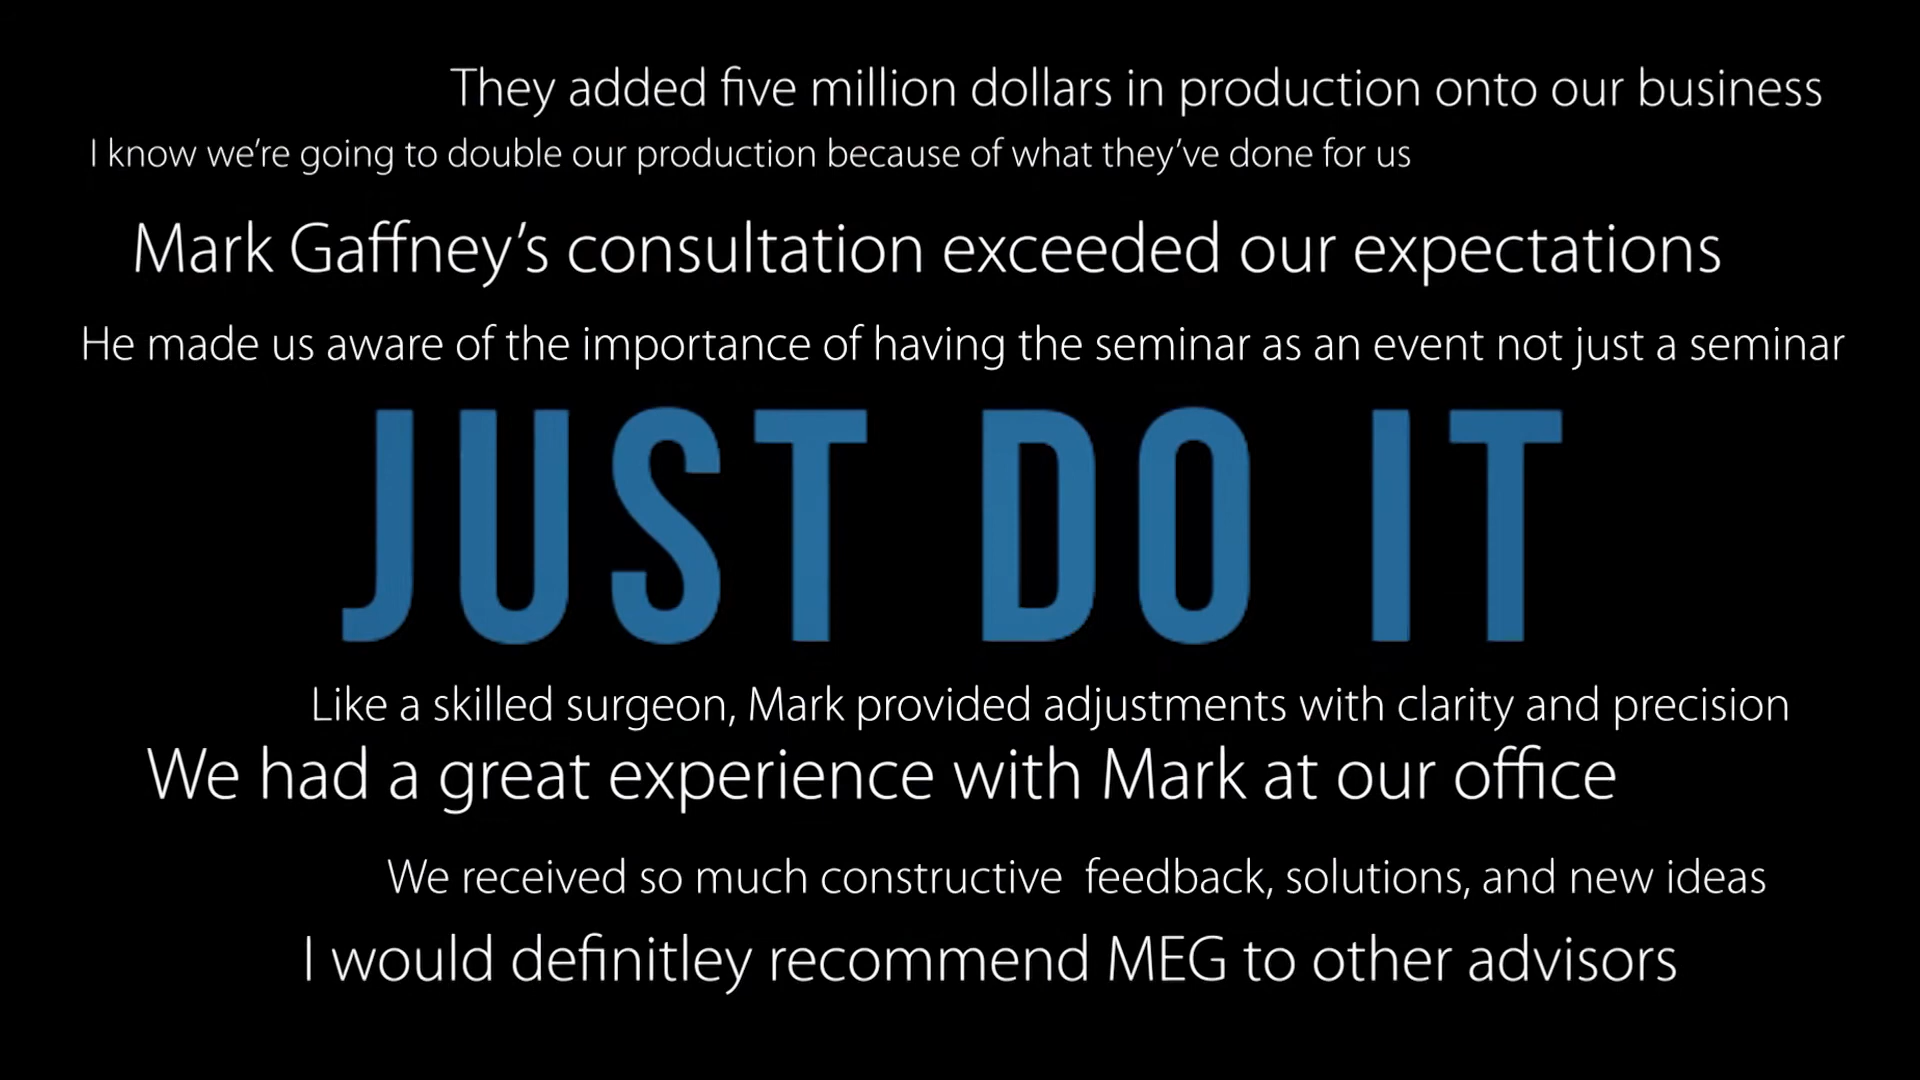 They added five million dollars in production onto our business
I know we’re going to double our production because of what they’ve done for us
Mark Gaffney’s consultation exceeded our expectations
He made us aware of the importance of having the seminar as an event not just a seminar
JUST DO IT
Like a skilled surgeon, Mark provided adjustments with clarity and precision
We had a great experience with Mark at our office
We received so much constructive  feedback, solutions, and new ideas
I would definitley recommend MEG to other advisors